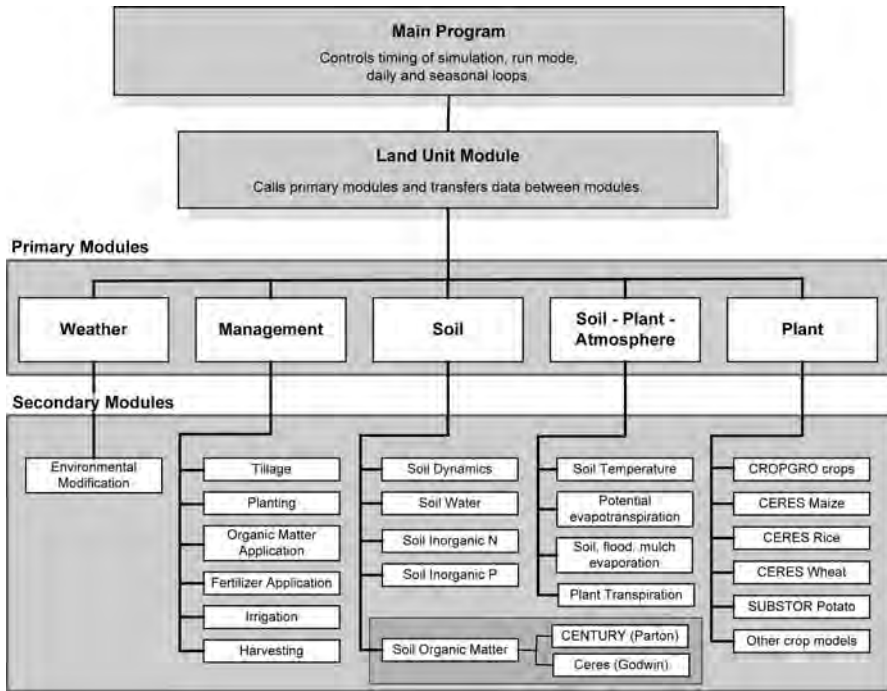 Main Program
Controls timing of simulation, run mode,
daily and seasonal loops.
Land Unit Module
Calls primary modules and transfers data between modules.
Primary Modules
Weather
Management
Soil
Soil - Plant -
Atmosphere
Plant
Secondary Modules
Environmental
Modification
Tillage
Planting
Organic Matter
Application
Fertilizer Application
Irrigation
Harvesting
Soil Dynamics
Soil Water
Soil Inorganic N
Soil Inorganic P
Soil Organic Matter
CENTURY (Parton)
Ceres (Godwin)
Soil Temperature
Potential
evapotranspiration
Soil, flood, mulch
evaporation
Plant Transpiration
CROPGRO crops
CERES Maize
CERES Rice
CERES Wheat
SUBSTOR Potato
Other crop models